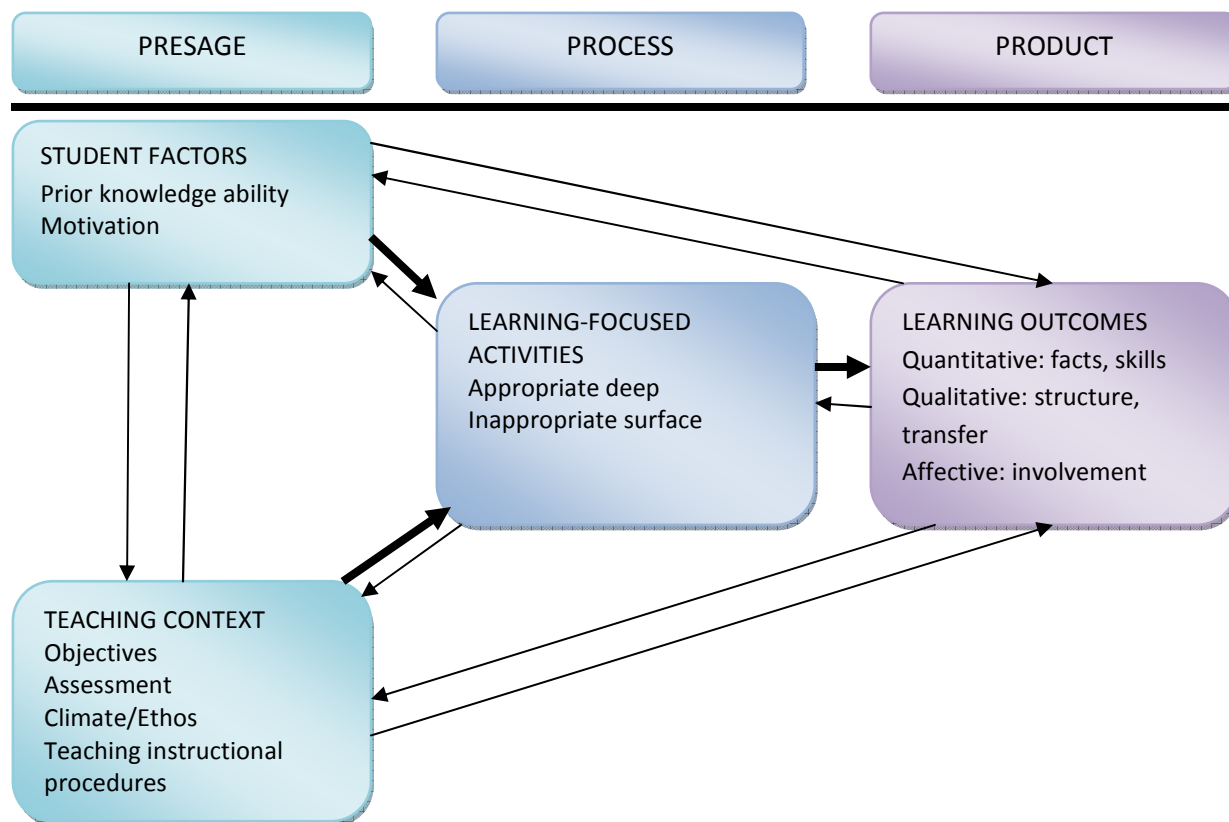 PRESAGE
PROCESS
PRODUCT
STUDENT FACTORS
Prior knowledge ability
Motivation
LEARNING-FOCUSED
ACTIVITIES
Appropriate deep
Inappropriate surface
LEARNING OUTCOMES
Quantitative: facts, skills
Qualitative: structure,
transfer
Affective: involvement
TEACHING CONTEXT
Objectives
Assessment
Climate/Ethos
Teaching instructional
procedures